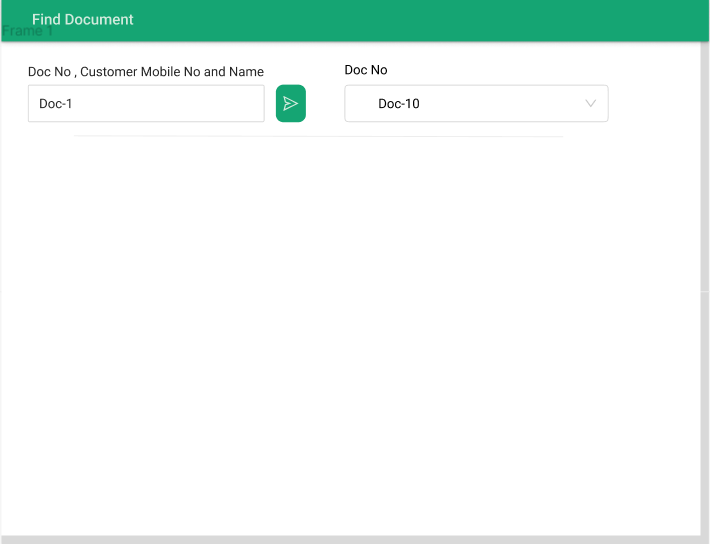 Find Document
Frame 1
Doc No , Customer Mobile No and Name
Doc No
Doc-1
Doc-10